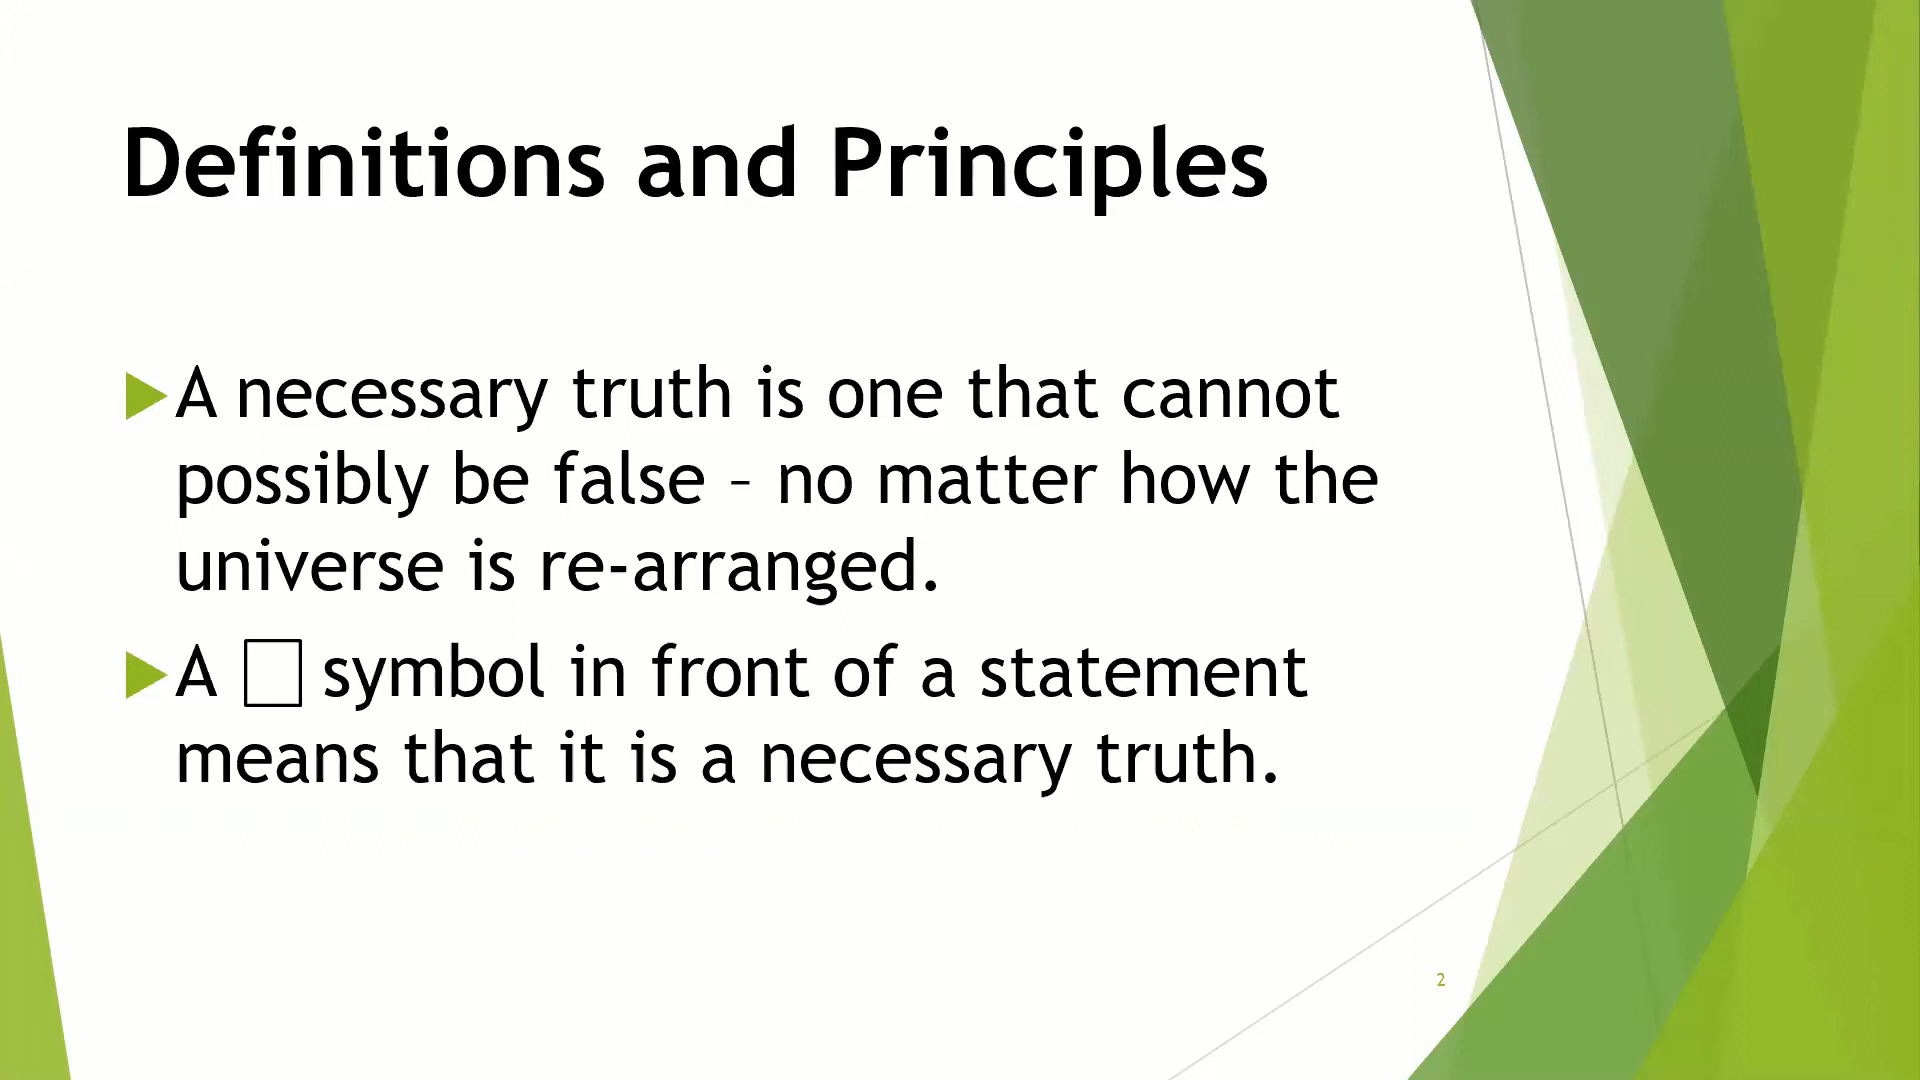 Definitions and Principles
A necessary truth is one that cannot
possibly be false – no matter how the
universe is re-arranged.
A □ symbol in front of a statement
means that it is a necessary truth.
2